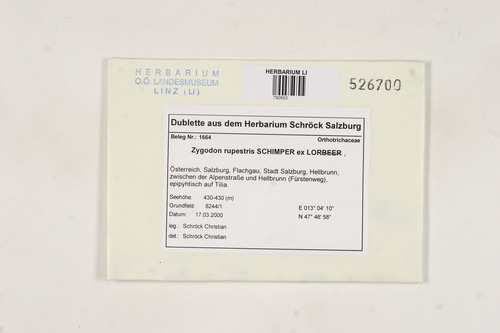 HERBARIUM
O.Ö. LANDESMUSEUM
LINZ (LI)
HERBARIUM LI
526700
Dublette aus dem Herbarium Schröck Salzburg
Beleg Nr.: 1664 Orthotrichaceae
Zygodon rupestris SCHIMPER ex LORBEER ,
Österreich, Salzburg, Flachgau, Stadt Salzburg, Hellbrunn,
zwischen der Alpenstraße und Hellbrunn (Fürstenweg),
epiphytisch auf Tilia.
Seehöhe: 430-430 (m)
Grundfeld: 8244/1 E 013° 04' 10"
Datum: 17.03.2000 N 47° 46' 58"
leg.: Schröck Christian
det.: Schröck Christian